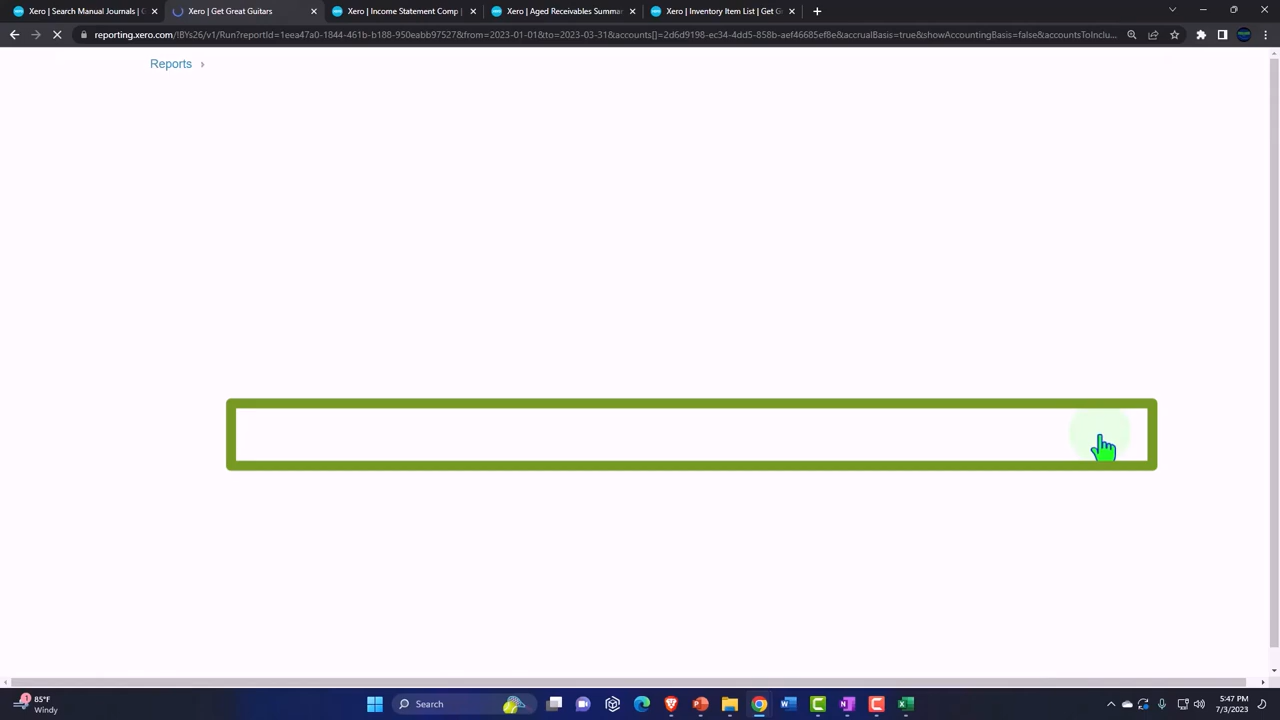 Xero | Search Manual Journals | G
Xero | Get Great Guitars
Xero | Income Statement Comp
Xero | Aged Receivables Summar
Xero | Inventory Item List | Get G
reporting.xero.com/!BYs26/v1/Run?reportId=1eea47a0-1844-461b-b188-950eabb97527&from=2023-01-01&to=2023-03-31&accounts[]=2d6d9198-ec34-4dd5-858b-aef46685ef8e&accrualBasis=true&showAccountingBasis=false&accountsToInclu...
Reports
1
85°F
Windy
Search
5:47 PM
7/3/2023